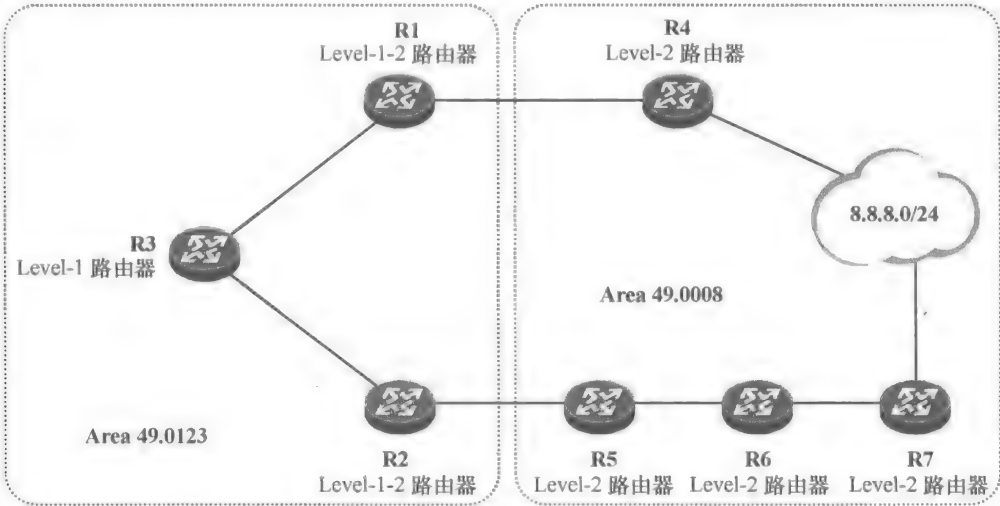 R1
Level-1-2 路由器
R4
Level-2 路由器
8.8.8.0/24
R3
Level-1 路由器
Area 49.0008
Area 49.0123
R2
Level-1-2 路由器
R5
Level-2 路由器
R6
Level-2 路由器
R7
Level-2 路由器